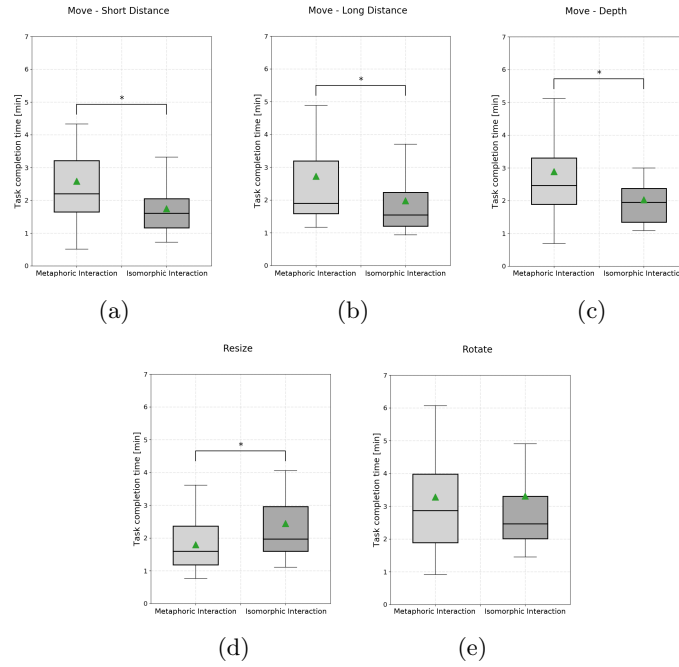 Move - Short Distance
Task completion time [min]
7
6
5
4
3
2
1
0
*
Metaphoric Interaction
Isomorphic Interaction
(a)
Move - Long Distance
Task completion time [min]
7
6
5
4
3
2
1
0
*
Metaphoric Interaction
Isomorphic Interaction
(b)
Move - Depth
Task completion time [min]
7
6
5
4
3
2
1
0
*
Metaphoric Interaction
Isomorphic Interaction
(c)
Resize
Task completion time [min]
7
6
5
4
3
2
1
0
*
Metaphoric Interaction
Isomorphic Interaction
(d)
Rotate
Task completion time [min]
7
6
5
4
3
2
1
0
Metaphoric Interaction
Isomorphic Interaction
(e)